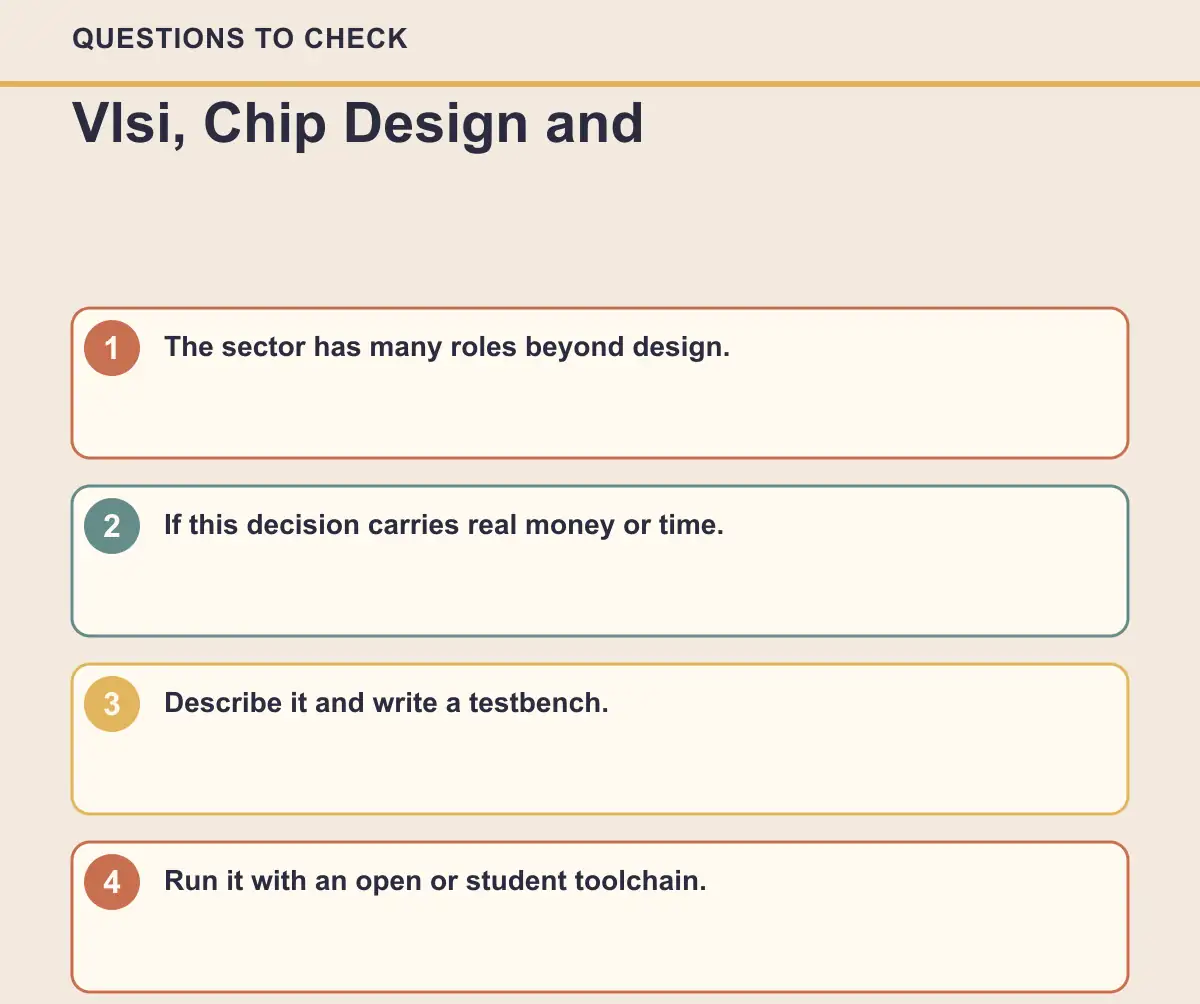 QUESTIONS TO CHECK
Vlsi, Chip Design and
1 The sector has many roles beyond design.
2 If this decision carries real money or time.
3 Describe it and write a testbench.
4 Run it with an open or student toolchain.